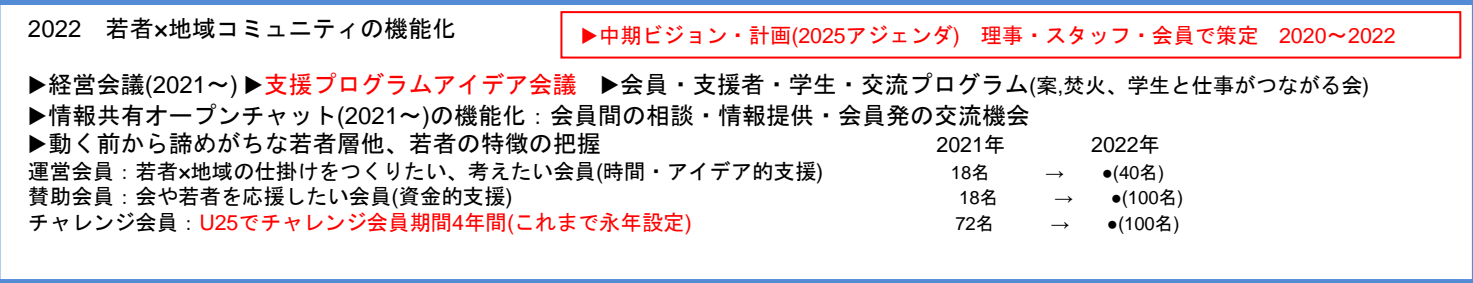 2022　若者×地域コミュニティの機能化
▶中期ビジョン・計画(2025アジェンダ)　理事・スタッフ・会員で策定　2020～2022
▶経営会議(2021～)▶支援プログラムアイデア会議　▶会員・支援者・学生・交流プログラム(案,焚火、学生と仕事がつながる会)
▶情報共有オープンチャット(2021～)の機能化：会員間の相談・情報提供・会員発の交流機会
▶動く前から諦めがちな若者層他、若者の特徴の把握　2021年　2022年
運営会員：若者×地域の仕掛けをつくりたい、考えたい会員(時間・アイデア的支援)　18名　→　●(40名)
賛助会員：会や若者を応援したい会員(資金的支援)　18名　→　●(100名)
チャレンジ会員：U25でチャレンジ会員期間4年間(これまで永年設定)　72名　→　●(100名)